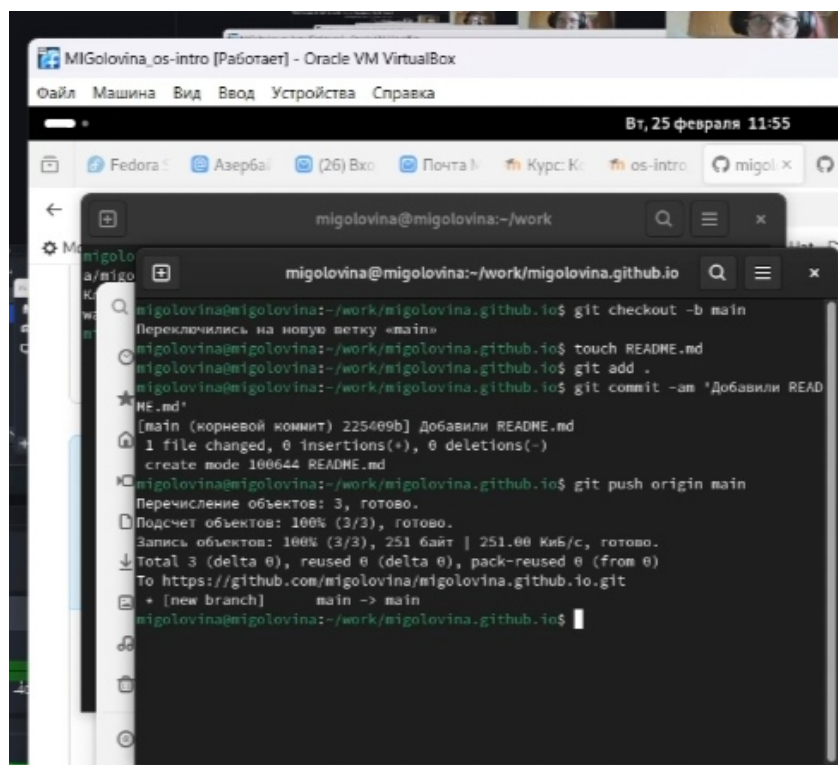 MIGolovina_os-intro [Работает] - Oracle VM VirtualBox
Файл Машина Вид Ввод Устройства Справка
Вт, 25 февраля 11:55
Fedora Азербай (26) Вхо Почта М Курс: Ко os-intro migol ×
migolovina@migolovina:~/work
migolo
a/migo
migolovina@migolovina:~/work/migolovina.github.io
migolovina@migolovina:~/work/migolovina.github.io$ git checkout -b main
Переключились на новую ветку «main»
migolovina@migolovina:~/work/migolovina.github.io$ touch README.md
migolovina@migolovina:~/work/migolovina.github.io$ git add .
migolovina@migolovina:~/work/migolovina.github.io$ git commit -am 'Добавили READ
ME.md'
[main (корневой коммит) 225409b] Добавили README.md
1 file changed, 0 insertions(+), 0 deletions(-)
create mode 100644 README.md
migolovina@migolovina:~/work/migolovina.github.io$ git push origin main
Перечисление объектов: 3, готово.
Подсчет объектов: 100% (3/3), готово.
Запись объектов: 100% (3/3), 251 байт | 251.00 КиБ/с, готово.
Total 3 (delta 0), reused 0 (delta 0), pack-reused 0 (from 0)
To https://github.com/migolovina/migolovina.github.io.git
* [new branch] main -> main
migolovina@migolovina:~/work/migolovina.github.io$